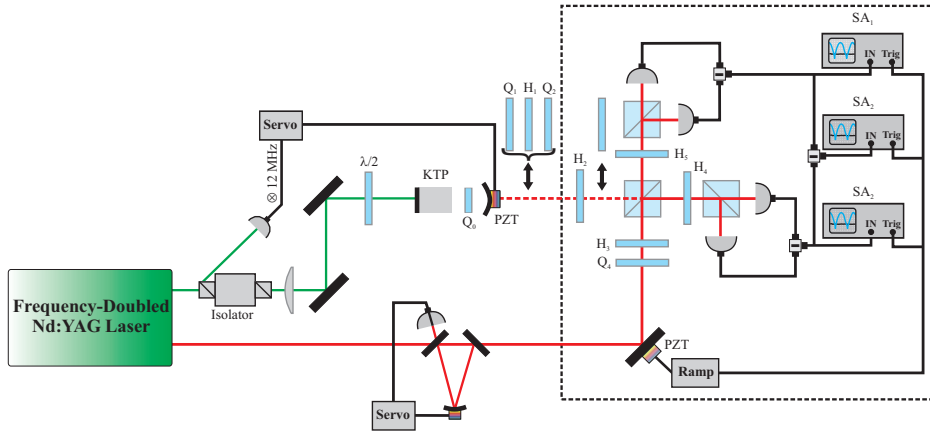 SA₁
IN Trig
SA₂
IN Trig
SA₂
IN Trig
Q₁ H₁ Q₂
Servo
⊗ 12 MHz
λ/2
KTP
Q₀
PZT
H₂
H₅
H₄
H₃
Q₄
Isolator
Frequency-Doubled
Nd:YAG Laser
PZT
Ramp
Servo